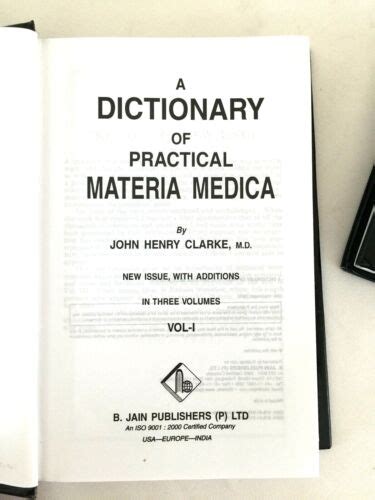 A
DICTIONARY
OF
PRACTICAL
MATERIA MEDICA
By
JOHN HENRY CLARKE, M.D.
NEW ISSUE, WITH ADDITIONS
IN THREE VOLUMES
VOL-I
B. JAIN PUBLISHERS (P) LTD
An ISO 9001 : 2000 Certified Company
USA—EUROPE—INDIA